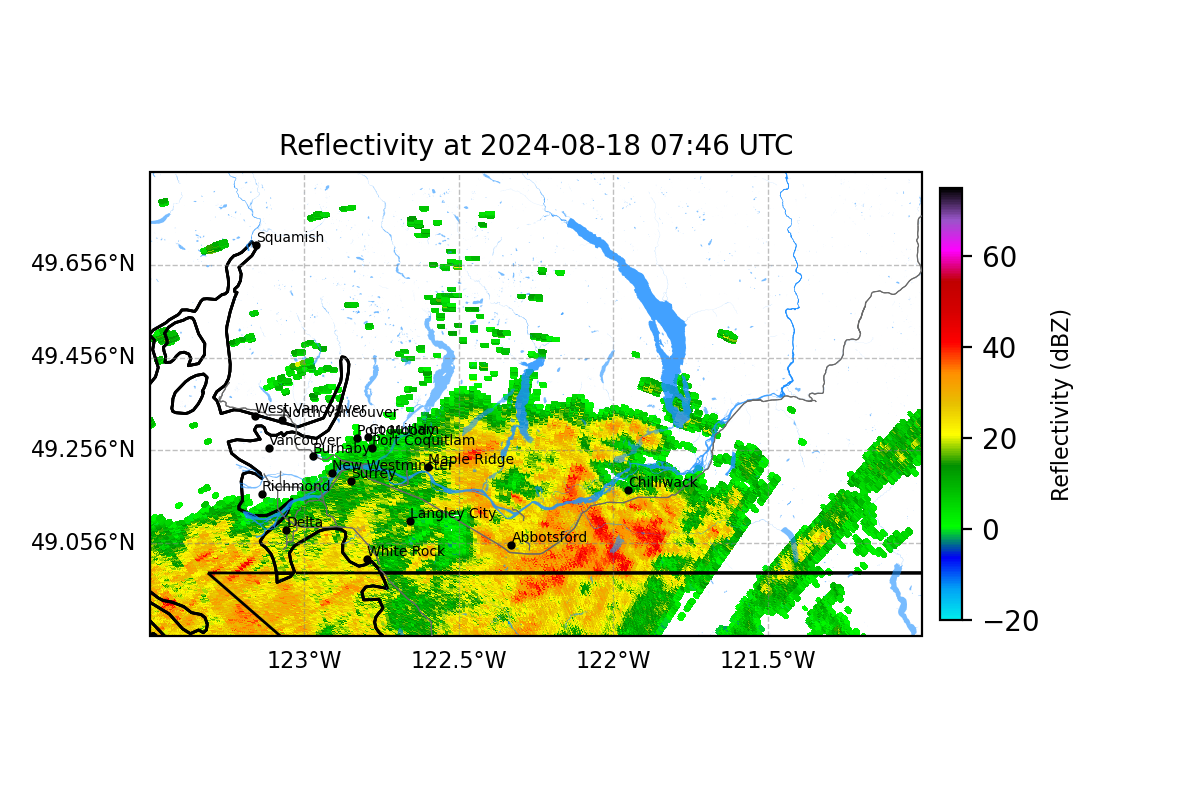 Reflectivity at 2024-08-18 07:46 UTC
Squamish
49.656°N
60
49.456°N
40
West Vancouver
North Vancouver
Port Moody
Coquitlam
Vancouver
Port Coquitlam
49.256°N
Burnaby
20
New Westminster
Maple Ridge
Surrey
Richmond
Chilliwack
Langley City
Delta
0
49.056°N
Abbotsford
White Rock
−20
123°W
122.5°W
122°W
121.5°W
Reflectivity (dBZ)